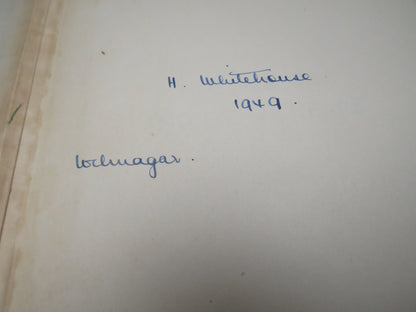 H. Whitehouse
1949.
Lochnagar.